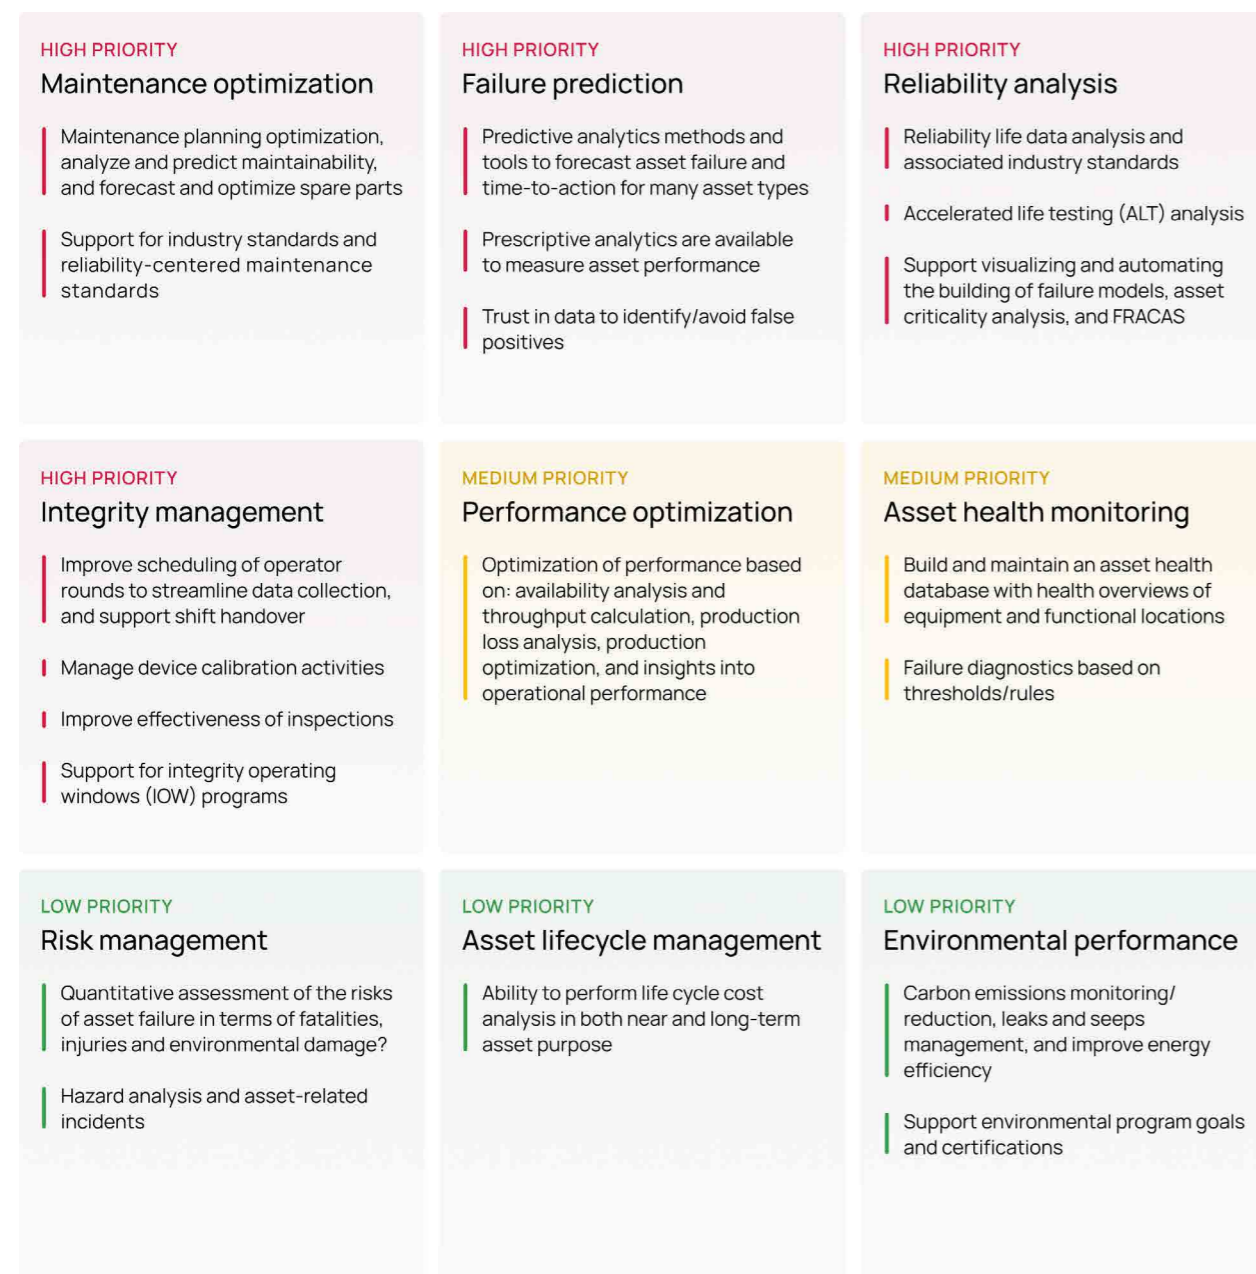 HIGH PRIORITY
Maintenance optimization
Maintenance planning optimization,
analyze and predict maintainability,
and forecast and optimize spare parts
Support for industry standards and
reliability-centered maintenance
standards
HIGH PRIORITY
Failure prediction
Predictive analytics methods and
tools to forecast asset failure and
time-to-action for many asset types
Prescriptive analytics are available
to measure asset performance
Trust in data to identify/avoid false
positives
HIGH PRIORITY
Reliability analysis
Reliability life data analysis and
associated industry standards
Accelerated life testing (ALT) analysis
Support visualizing and automating
the building of failure models, asset
criticality analysis, and FRACAS
HIGH PRIORITY
Integrity management
Improve scheduling of operator
rounds to streamline data collection,
and support shift handover
Manage device calibration activities
Improve effectiveness of inspections
Support for integrity operating
windows (IOW) programs
MEDIUM PRIORITY
Performance optimization
Optimization of performance based
on: availability analysis and
throughput calculation, production
loss analysis, production
optimization, and insights into
operational performance
MEDIUM PRIORITY
Asset health monitoring
Build and maintain an asset health
database with health overviews of
equipment and functional locations
Failure diagnostics based on
thresholds/rules
LOW PRIORITY
Risk management
Quantitative assessment of the risks
of asset failure in terms of fatalities,
injuries and environmental damage?
Hazard analysis and asset-related
incidents
LOW PRIORITY
Asset lifecycle management
Ability to perform life cycle cost
analysis in both near and long-term
asset purpose
LOW PRIORITY
Environmental performance
Carbon emissions monitoring/
reduction, leaks and seeps
management, and improve energy
efficiency
Support environmental program goals
and certifications